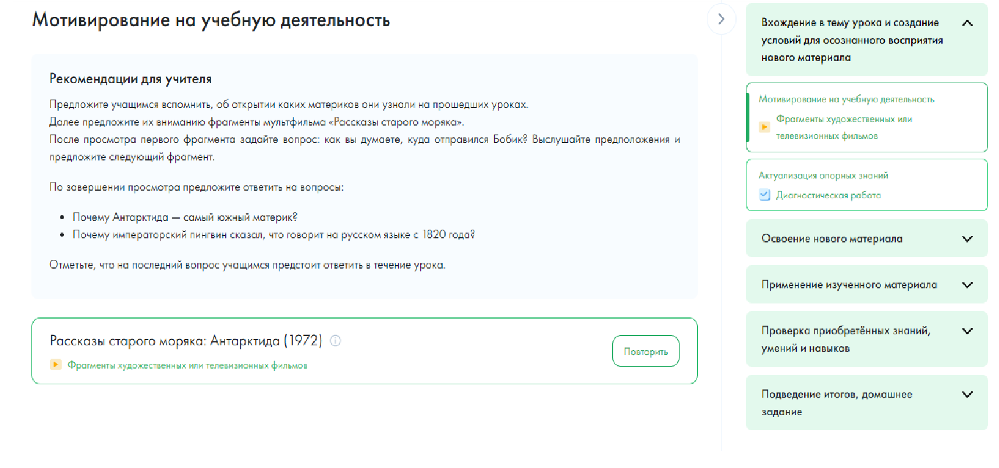 Мотивирование на учебную деятельность
Рекомендации для учителя
Предложите учащимся вспомнить, об открытии каких материков они узнали на прошедших уроках.
Далее предложите их вниманию фрагменты мультфильма «Рассказы старого моряка».
После просмотра первого фрагмента задайте вопрос: как вы думаете, куда отправился Бобик? Выслушайте предположения и
предложите следующий фрагмент.
По завершении просмотра предложите ответить на вопросы:
• Почему Антарктида — самый южный материк?
• Почему императорский пингвин сказал, что говорит на русском языке с 1820 года?
Отметьте, что на последний вопрос учащимся предстоит ответить в течение урока.
Рассказы старого моряка: Антарктида (1972)
Фрагменты художественных или телевизионных фильмов
Повторить
Вхождение в тему урока и создание
условий для осознанного восприятия
нового материала
Мотивирование на учебную деятельность
Фрагменты художественных или
телевизионных фильмов
Актуализация опорных знаний
Диагностическая работа
Освоение нового материала
Применение изученного материала
Проверка приобретённых знаний,
умений и навыков
Подведение итогов, домашнее
задание